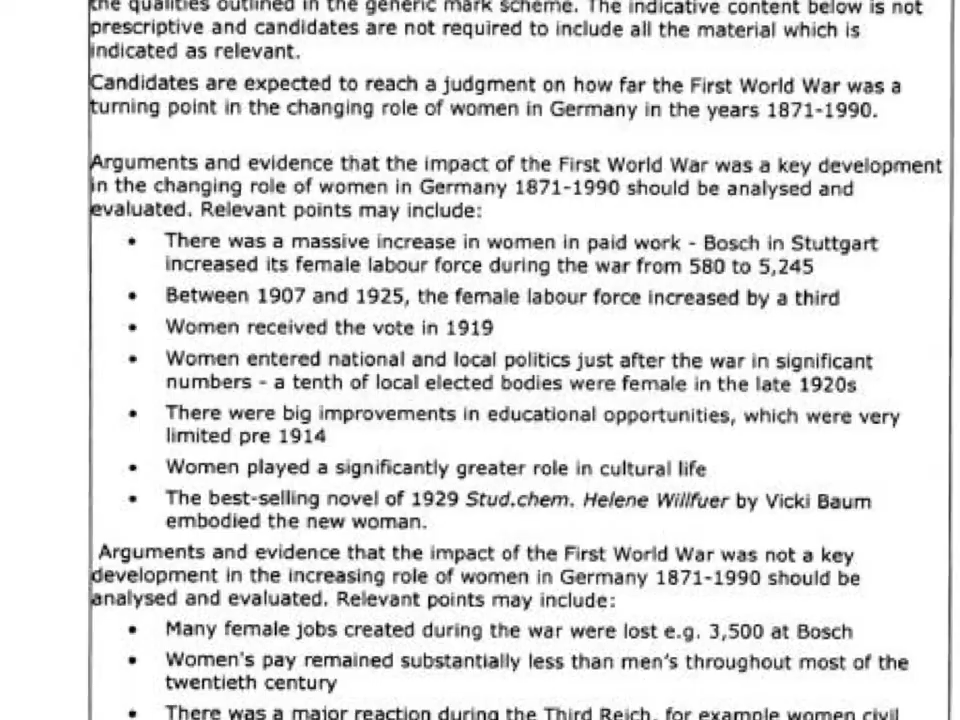 the qualities outlined in the generic mark scheme. The indicative content below is not
prescriptive and candidates are not required to include all the material which is
indicated as relevant.
Candidates are expected to reach a judgment on how far the First World War was a
turning point in the changing role of women in Germany in the years 1871-1990.
Arguments and evidence that the impact of the First World War was a key development
in the changing role of women in Germany 1871-1990 should be analysed and
evaluated. Relevant points may include:
• There was a massive increase in women in paid work - Bosch in Stuttgart
increased its female labour force during the war from 580 to 5,245
• Between 1907 and 1925, the female labour force increased by a third
• Women received the vote in 1919
• Women entered national and local politics just after the war in significant
numbers - a tenth of local elected bodies were female in the late 1920s
• There were big improvements in educational opportunities, which were very
limited pre 1914
• Women played a significantly greater role in cultural life
• The best-selling novel of 1929 Stud.chem. Helene Willfuer by Vicki Baum
embodied the new woman.
Arguments and evidence that the impact of the First World War was not a key
development in the increasing role of women in Germany 1871-1990 should be
analysed and evaluated. Relevant points may include:
• Many female jobs created during the war were lost e.g. 3,500 at Bosch
• Women's pay remained substantially less than men's throughout most of the
twentieth century
• There was a major reaction during the Third Reich, for example women civil